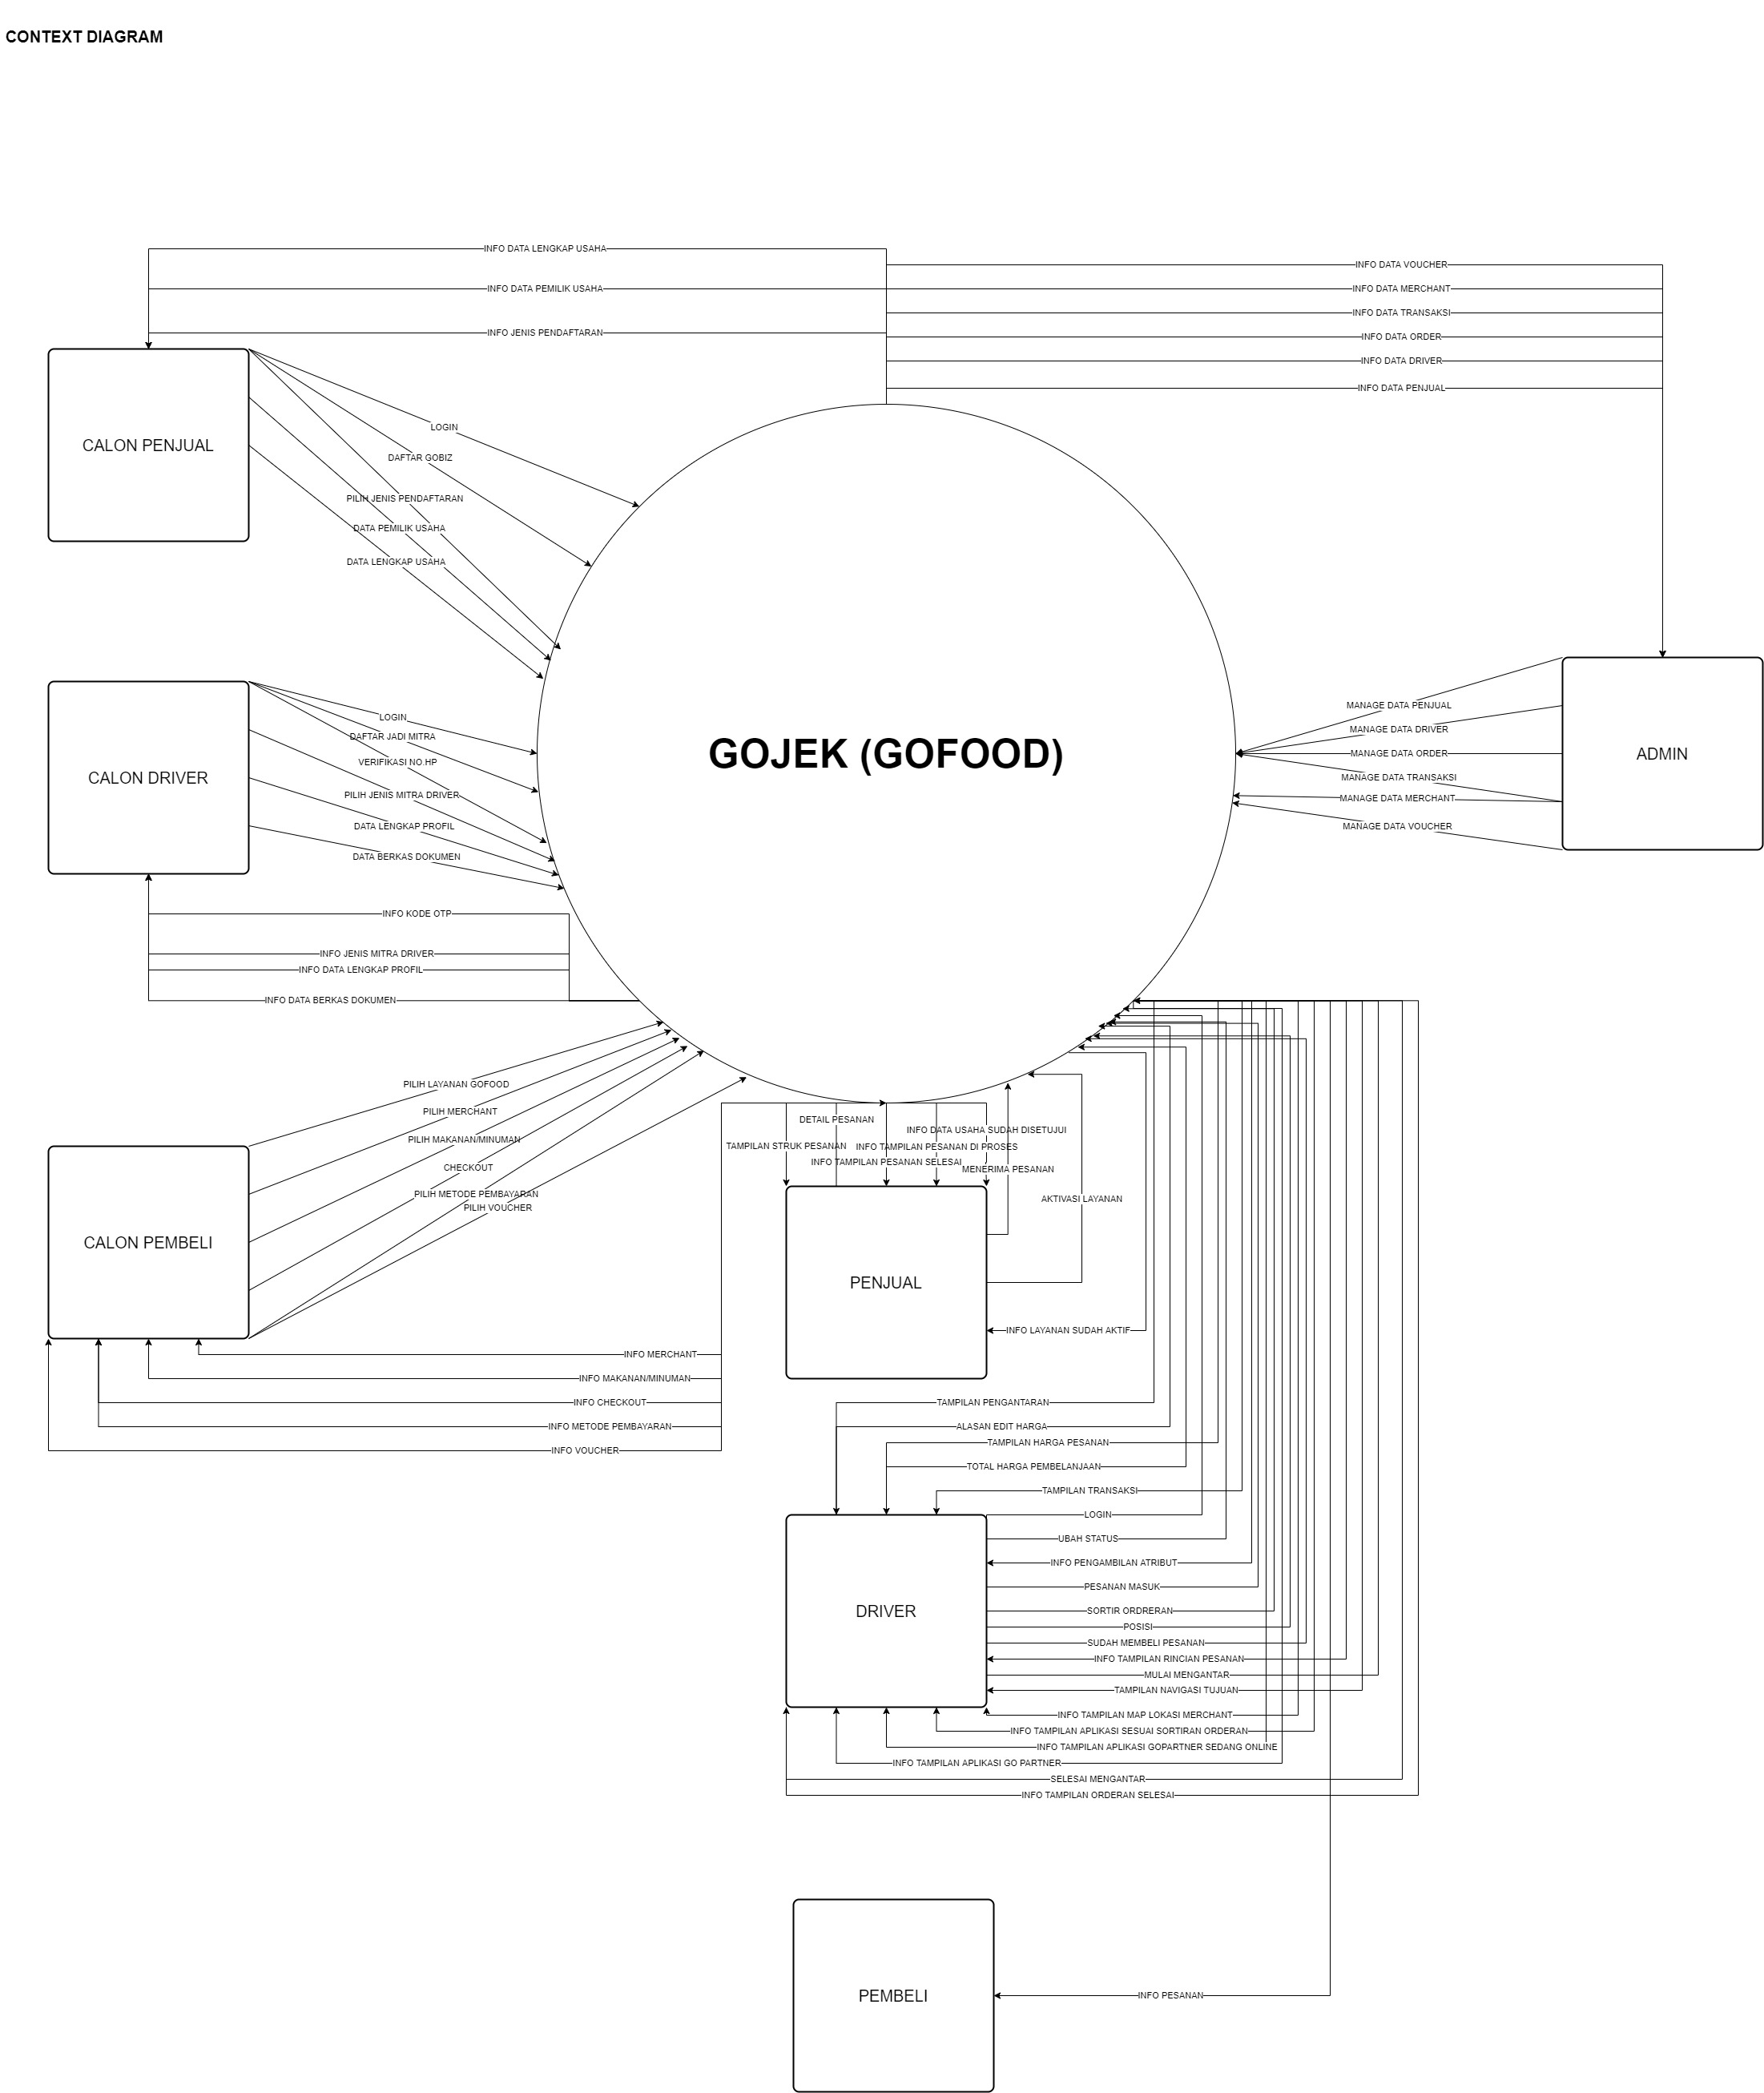 CONTEXT DIAGRAM
INFO DATA LENGKAP USAHA
INFO DATA VOUCHER
INFO DATA PEMILIK USAHA
INFO DATA MERCHANT
INFO DATA TRANSAKSI
INFO JENIS PENDAFTARAN
INFO DATA ORDER
INFO DATA DRIVER
INFO DATA PENJUAL
CALON PENJUAL
LOGIN
DAFTAR GOBIZ
PILIH JENIS PENDAFTARAN
DATA PEMILIK USAHA
DATA LENGKAP USAHA
GOJEK (GOFOOD)
MANAGE DATA PENJUAL
MANAGE DATA DRIVER
MANAGE DATA ORDER
MANAGE DATA TRANSAKSI
MANAGE DATA MERCHANT
MANAGE DATA VOUCHER
ADMIN
CALON DRIVER
LOGIN
DAFTAR JADI MITRA
VERIFIKASI NO.HP
PILIH JENIS MITRA DRIVER
DATA LENGKAP PROFIL
DATA BERKAS DOKUMEN
INFO KODE OTP
INFO JENIS MITRA DRIVER
INFO DATA LENGKAP PROFIL
INFO DATA BERKAS DOKUMEN
PILIH LAYANAN GOFOOD
PILIH MERCHANT
PILIH MAKANAN/MINUMAN
CHECKOUT
PILIH METODE PEMBAYARAN
PILIH VOUCHER
CALON PEMBELI
DETAIL PESANAN
INFO DATA USAHA SUDAH DISETUJUI
TAMPILAN STRUK PESANAN
INFO TAMPILAN PESANAN DI PROSES
INFO TAMPILAN PESANAN SELESAI
MENERIMA PESANAN
AKTIVASI LAYANAN
PENJUAL
INFO LAYANAN SUDAH AKTIF
INFO MERCHANT
INFO MAKANAN/MINUMAN
INFO CHECKOUT
INFO METODE PEMBAYARAN
INFO VOUCHER
TAMPILAN PENGANTARAN
ALASAN EDIT HARGA
TAMPILAN HARGA PESANAN
TOTAL HARGA PEMBELANJAAN
TAMPILAN TRANSAKSI
LOGIN
UBAH STATUS
INFO PENGAMBILAN ATRIBUT
PESANAN MASUK
DRIVER
SORTIR ORDRERAN
POSISI
SUDAH MEMBELI PESANAN
INFO TAMPILAN RINCIAN PESANAN
MULAI MENGANTAR
TAMPILAN NAVIGASI TUJUAN
INFO TAMPILAN MAP LOKASI MERCHANT
INFO TAMPILAN APLIKASI SESUAI SORTIRAN ORDERAN
INFO TAMPILAN APLIKASI GOPARTNER SEDANG ONLINE
INFO TAMPILAN APLIKASI GO PARTNER
SELESAI MENGANTAR
INFO TAMPILAN ORDERAN SELESAI
PEMBELI
INFO PESANAN